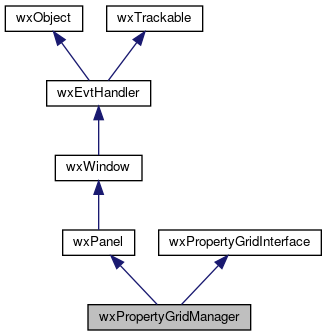 wxObject
wxTrackable
wxEvtHandler
wxWindow
wxPanel
wxPropertyGridInterface
wxPropertyGridManager